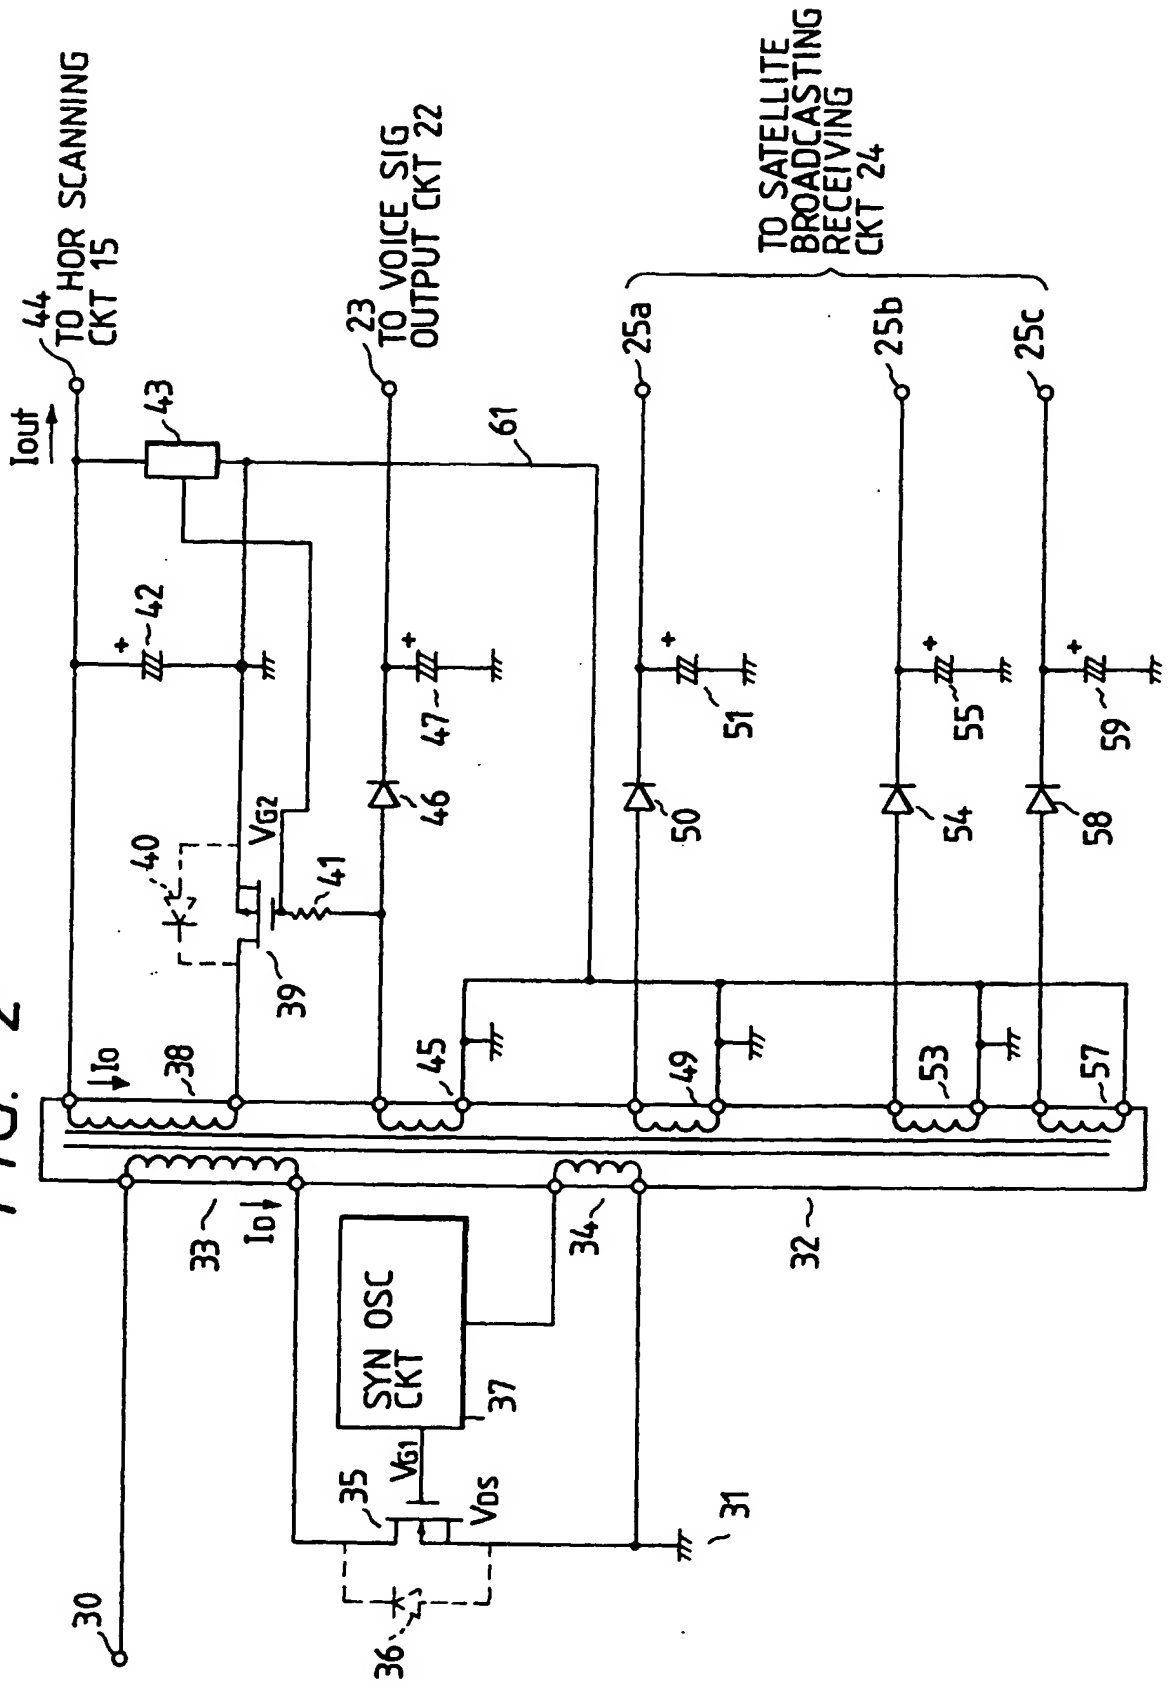 FIG. 2
30
33
ID
35
VG1
VDS
36
31
SYN OSC
CKT
37
34
32
IO
38
39
40
VG2
41
42
43
Iout
44
TO HOR SCANNING
CKT 15
45
46
47
23
TO VOICE SIG
OUTPUT CKT 22
61
49
50
51
25a
53
54
55
25b
57
58
59
25c
TO SATELLITE
BROADCASTING
RECEIVING
CKT 24
+
+
+
+
+